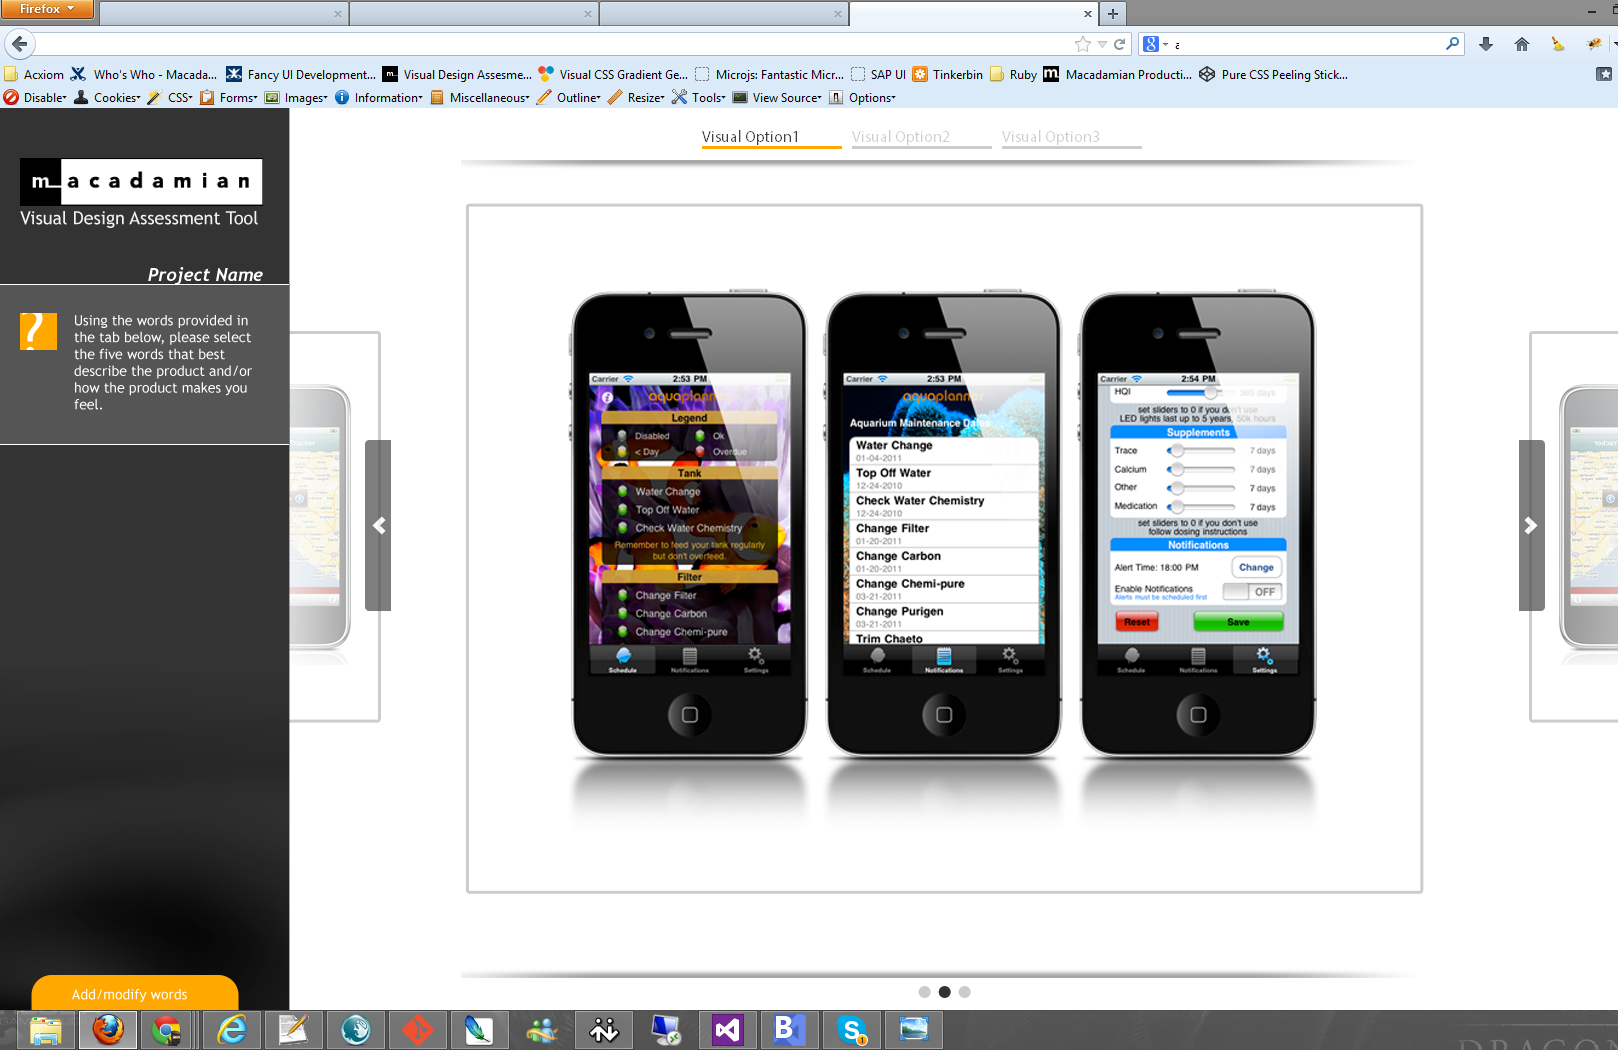 Firefox
Acxiom Who's Who - Macada... Fancy UI Development... Visual Design Assesme... Visual CSS Gradient Ge... Microjs: Fantastic Micr... SAP UI Tinkerbin Ruby Macadamian Producti... Pure CSS Peeling Stick...
Disable Cookies CSS Forms Images Information Miscellaneous Outline Resize Tools View Source Options
macadamian
Visual Design Assessment Tool
Project Name
Using the words provided in
the tab below, please select
the five words that best
describe the product and/or
how the product makes you
feel.
Add/modify words
Visual Option1 Visual Option2 Visual Option3
Carrier 2:53 PM
aquaplanner
Legend
Disabled Ok
< Day Overdue
Tank
Water Change
Top Off Water
Check Water Chemistry
Remember to feed your tank regularly
but don't overfeed.
Filter
Change Filter
Change Carbon
Change Chemi-pure
Schedule Notifications Settings
Carrier 2:53 PM
aquaplanner
Aquarium Maintenance Dates
Water Change
01-04-2011
Top Off Water
12-24-2010
Check Water Chemistry
12-24-2010
Change Filter
01-20-2011
Change Carbon
01-20-2011
Change Chemi-pure
03-21-2011
Change Purigen
03-21-2011
Trim Chaeto
Schedule Notifications Settings
Carrier 2:54 PM
HQI 365 days
set sliders to 0 if you don't use
LED lights last up to 5 years, 50k hours
Supplements
Trace 7 days
Calcium 7 days
Other 7 days
Medication 7 days
set sliders to 0 if you don't use
follow dosing instructions
Notifications
Alert Time: 18:00 PM Change
Enable Notifications OFF
Alerts must be scheduled first
Reset Save
Schedule Notifications Settings